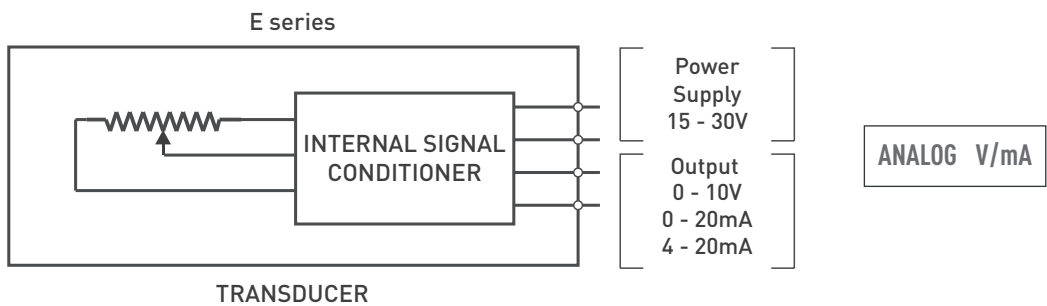 E series
INTERNAL SIGNAL
CONDITIONER
Power
Supply
15 - 30V
Output
0 - 10V
0 - 20mA
4 - 20mA
ANALOG V/mA
TRANSDUCER